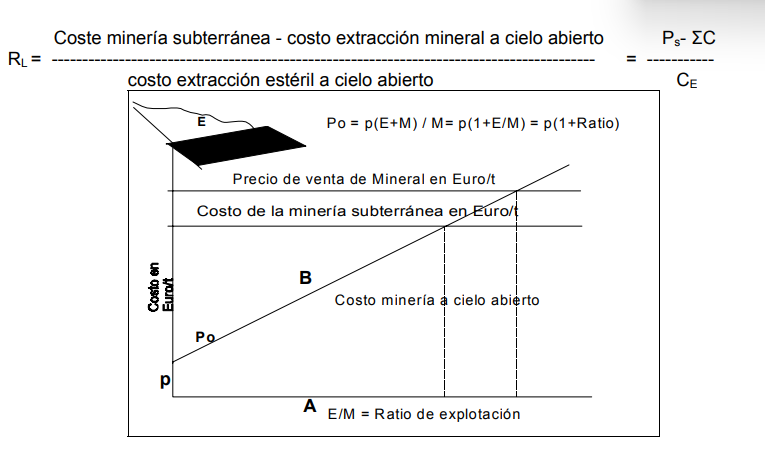 Coste minería subterránea - costo extracción mineral a cielo abierto
R_L = ---------------------------------------------------------------- = P_s- ΣC / C_E
costo extracción estéril a cielo abierto
E
Po = p(E+M) / M= p(1+E/M) = p(1+Ratio)
Precio de venta de Mineral en Euro/t
Costo de la minería subterránea en Euro/t
Costo en
Euro/t
B
Costo minería a cielo abierto
Po
p
A
E/M = Ratio de explotación